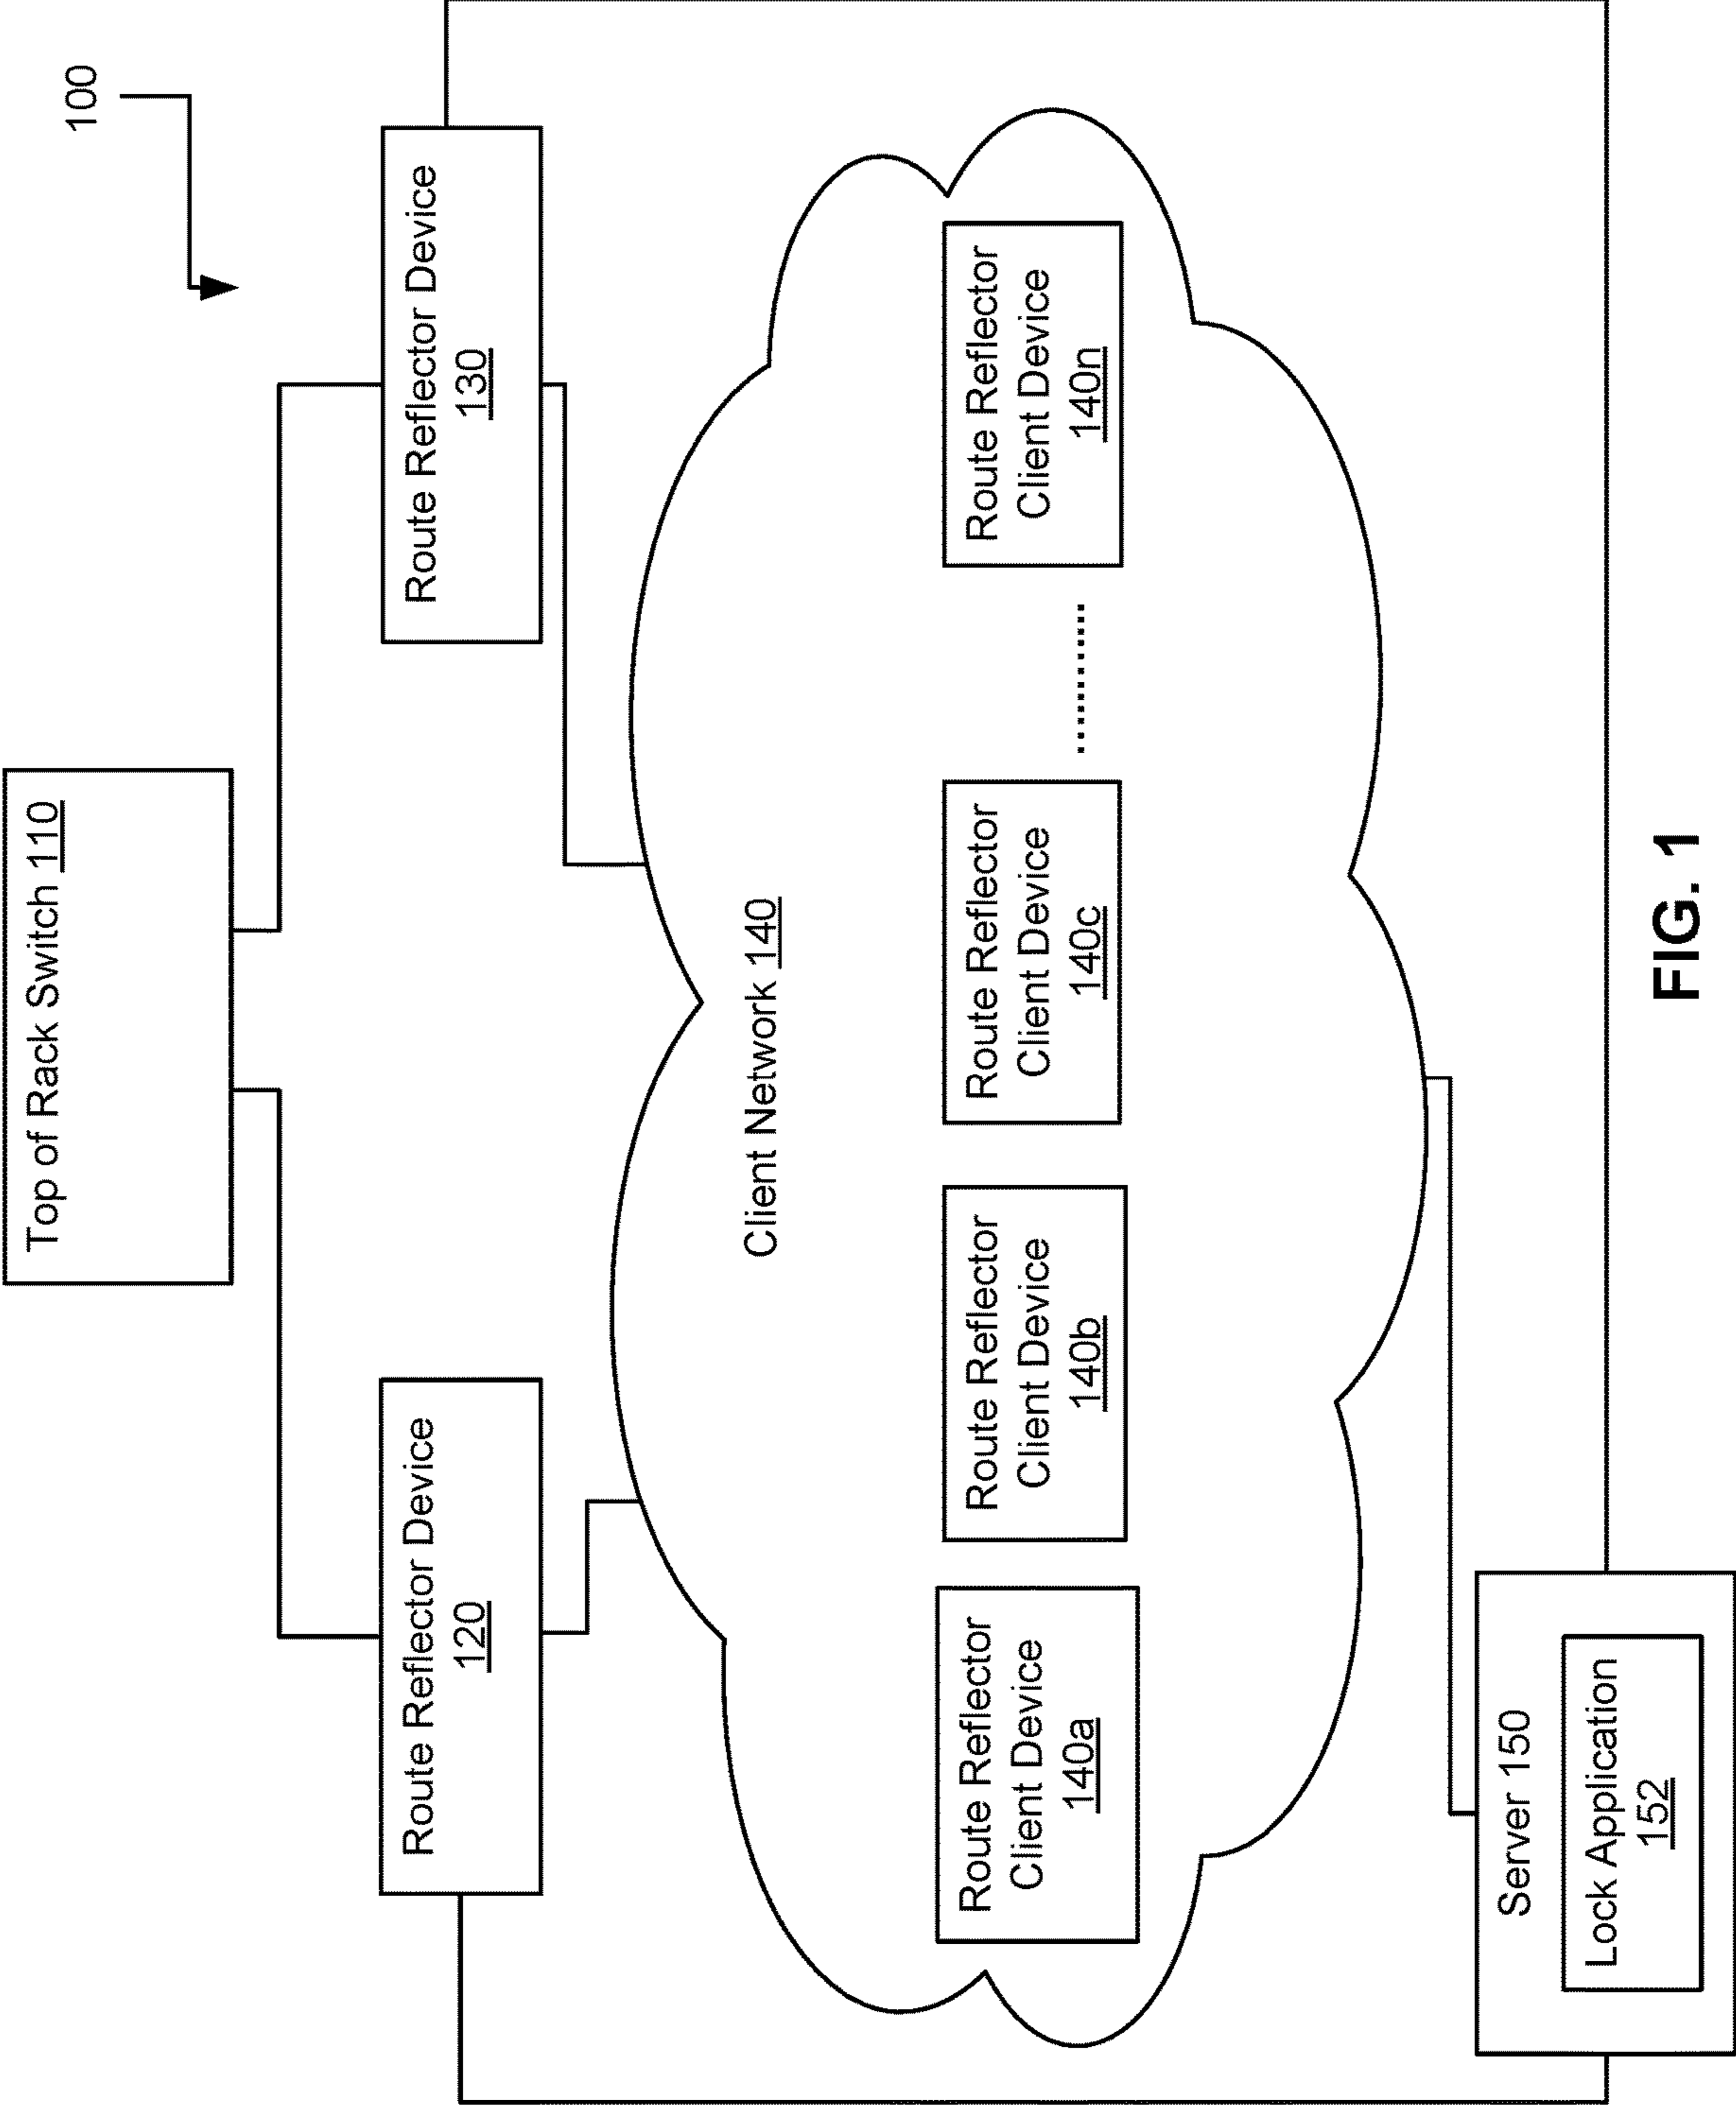 100
Top of Rack Switch 110
Route Reflector Device
120
Route Reflector Device
130
Client Network 140
Route Reflector
Client Device
140a
Route Reflector
Client Device
140b
Route Reflector
Client Device
140c
...........
Route Reflector
Client Device
140n
Server 150
Lock Application
152
FIG. 1